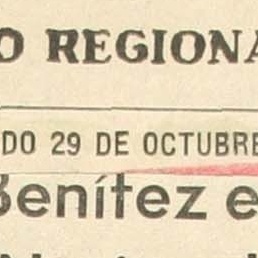 O REGIONA
DO 29 DE OCTUBRE
Benítez e